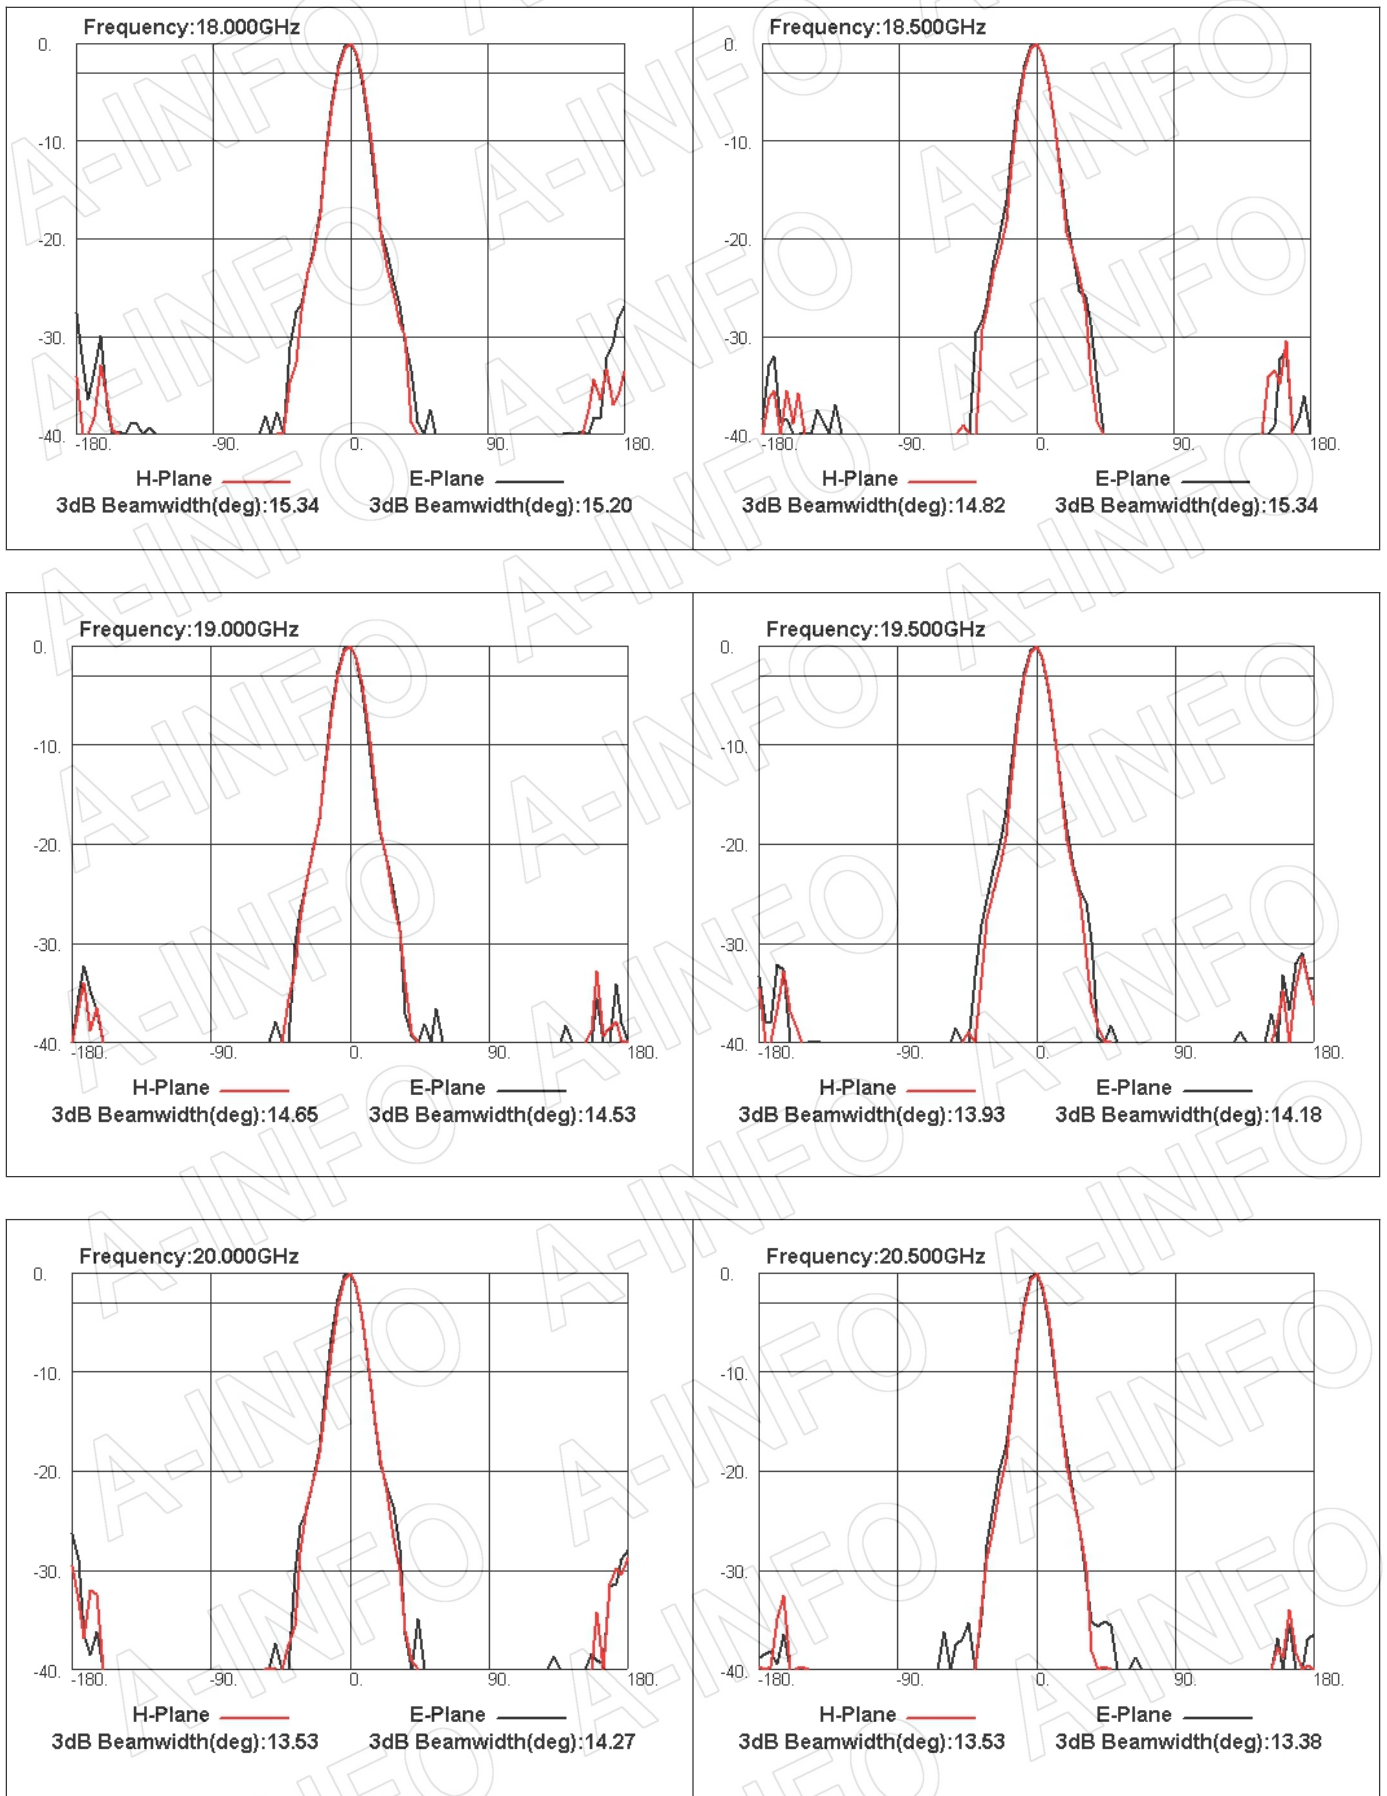 Frequency:18.000GHz
0.
-10.
-20.
-30.
-40.
-180.
-90.
0.
90.
180.
H-Plane
E-Plane
3dB Beamwidth(deg):15.34
3dB Beamwidth(deg):15.20
Frequency:18.500GHz
0.
-10.
-20.
-30.
-40.
-180.
-90.
0.
90.
180.
H-Plane
E-Plane
3dB Beamwidth(deg):14.82
3dB Beamwidth(deg):15.34
Frequency:19.000GHz
0.
-10.
-20.
-30.
-40.
-180.
-90.
0.
90.
180.
H-Plane
E-Plane
3dB Beamwidth(deg):14.65
3dB Beamwidth(deg):14.53
Frequency:19.500GHz
0.
-10.
-20.
-30.
-40.
-180.
-90.
0.
90.
180.
H-Plane
E-Plane
3dB Beamwidth(deg):13.93
3dB Beamwidth(deg):14.18
Frequency:20.000GHz
0.
-10.
-20.
-30.
-40.
-180.
-90.
0.
90.
180.
H-Plane
E-Plane
3dB Beamwidth(deg):13.53
3dB Beamwidth(deg):14.27
Frequency:20.500GHz
0.
-10.
-20.
-30.
-40.
-180.
-90.
0.
90.
180.
H-Plane
E-Plane
3dB Beamwidth(deg):13.53
3dB Beamwidth(deg):13.38
A-INFO